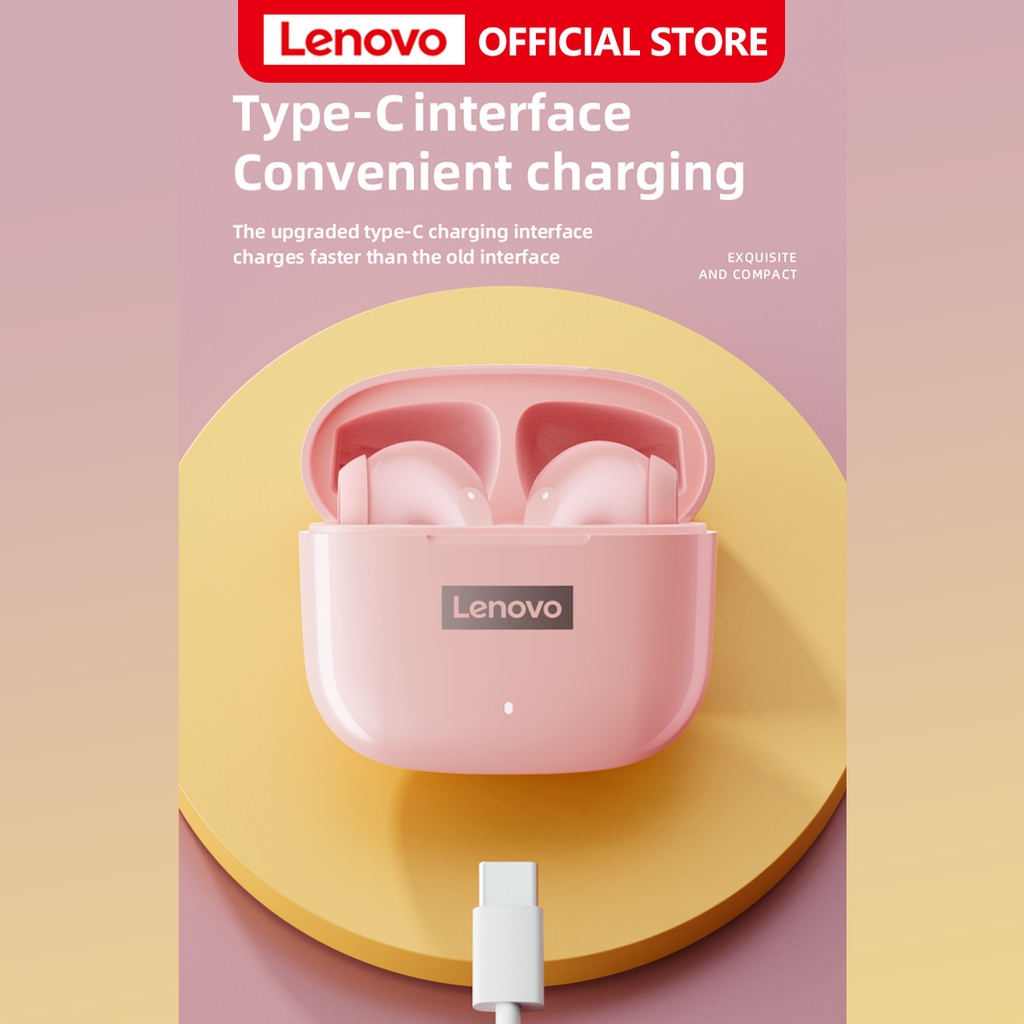 Lenovo OFFICIAL STORE
Type-C interface
Convenient charging
The upgraded type-C charging interface
charges faster than the old interface
EXQUISITE
AND COMPACT
Lenovo